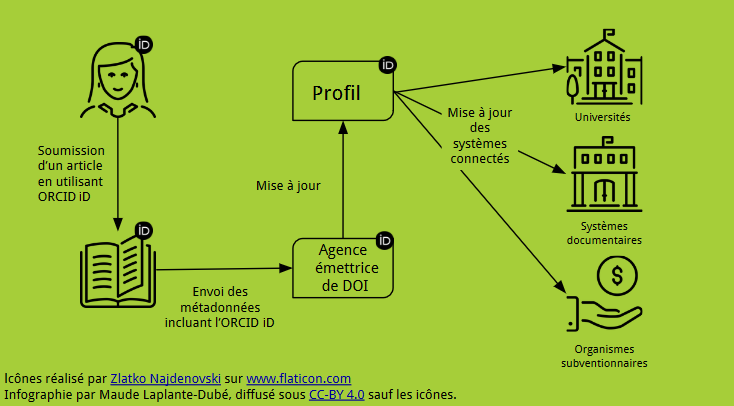 iD
Soumission
d'un article
en utilisant
ORCID iD
iD
Envoi des
métadonnées
incluant l'ORCID iD
iD
Agence
émettrice
de DOI
Mise à jour
iD
Profil
Mise à jour
des
systèmes
connectés
Universités
Systèmes
documentaires
$
Organismes
subventionnaires
Icônes réalisé par Zlatko Najdenovski sur www.flaticon.com
Infographie par Maude Laplante-Dubé, diffusé sous CC-BY 4.0 sauf les icônes.